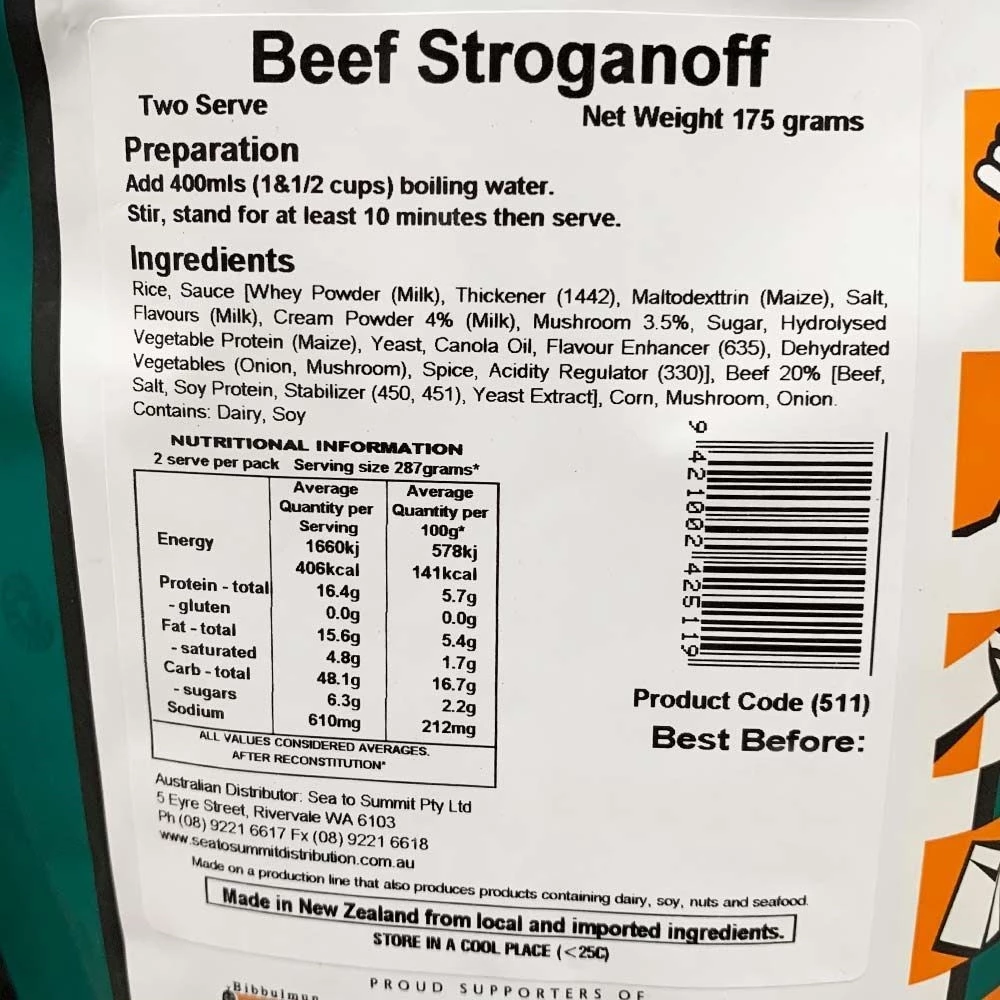 Beef Stroganoff
Two Serve
Net Weight 175 grams
Preparation
Add 400mls (1&1/2 cups) boiling water.
Stir, stand for at least 10 minutes then serve.
Ingredients
Rice, Sauce [Whey Powder (Milk), Thickener (1442), Maltodexttrin (Maize), Salt,
Flavours (Milk), Cream Powder 4% (Milk), Mushroom 3.5%, Sugar, Hydrolysed
Vegetable Protein (Maize), Yeast, Canola Oil, Flavour Enhancer (635), Dehydrated
Vegetables (Onion, Mushroom), Spice, Acidity Regulator (330)], Beef 20% [Beef,
Salt, Soy Protein, Stabilizer (450, 451), Yeast Extract], Corn, Mushroom, Onion.
Contains: Dairy, Soy
NUTRITIONAL INFORMATION
2 serve per pack Serving size 287grams*
Average Average
Quantity per Quantity per
Serving 100g*
Energy 1660kj 578kj
406kcal 141kcal
Protein - total 16.4g 5.7g
- gluten 0.0g 0.0g
Fat - total 15.6g 5.4g
- saturated 4.8g 1.7g
Carb - total 48.1g 16.7g
- sugars 6.3g 2.2g
Sodium 610mg 212mg
ALL VALUES CONSIDERED AVERAGES.
AFTER RECONSTITUTION*
9 421002 425119
Product Code (511)
Best Before:
Australian Distributor: Sea to Summit Pty Ltd
5 Eyre Street, Rivervale WA 6103
Ph (08) 9221 6617 Fx (08) 9221 6618
www.seatosummitdistribution.com.au
Made on a production line that also produces products containing dairy, soy, nuts and seafood.
Made in New Zealand from local and imported ingredients.
STORE IN A COOL PLACE (<25C)
Bibbulmun
PROUD SUPPORTERS OF